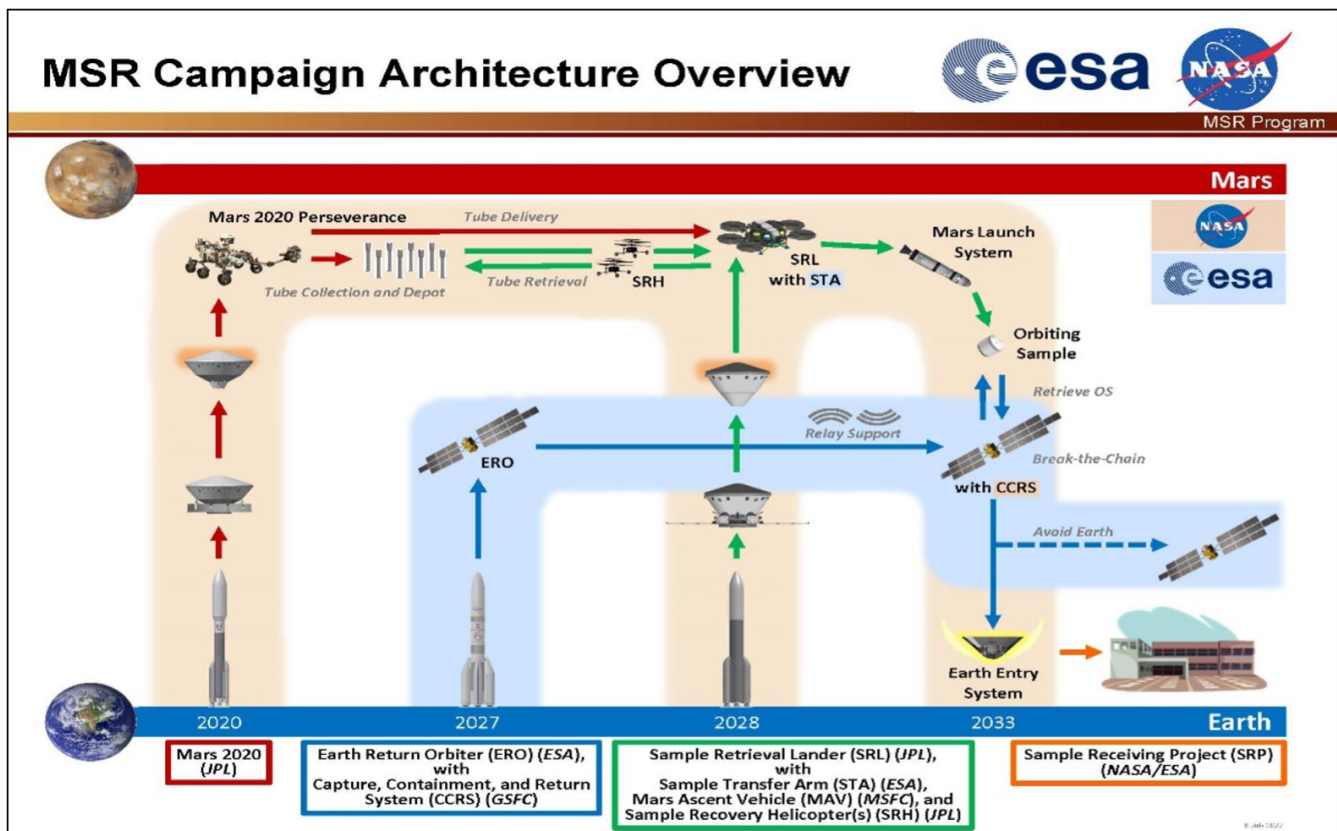 MSR Campaign Architecture Overview
esa
NASA
MSR Program
Mars
Mars 2020 Perseverance
Tube Delivery
Tube Collection and Depot
Tube Retrieval
SRH
SRL
with STA
Mars Launch
System
NASA
esa
Orbiting
Sample
Retrieve OS
Relay Support
ERO
Break-the-Chain
with CCRS
Avoid Earth
Earth Entry
System
2020
2027
2028
2033
Earth
Mars 2020
(JPL)
Earth Return Orbiter (ERO) (ESA),
with
Capture, Containment, and Return
System (CCRS) (GSFC)
Sample Retrieval Lander (SRL) (JPL),
with
Sample Transfer Arm (STA) (ESA),
Mars Ascent Vehicle (MAV) (MSFC), and
Sample Recovery Helicopter(s) (SRH) (JPL)
Sample Receiving Project (SRP)
(NASA/ESA)